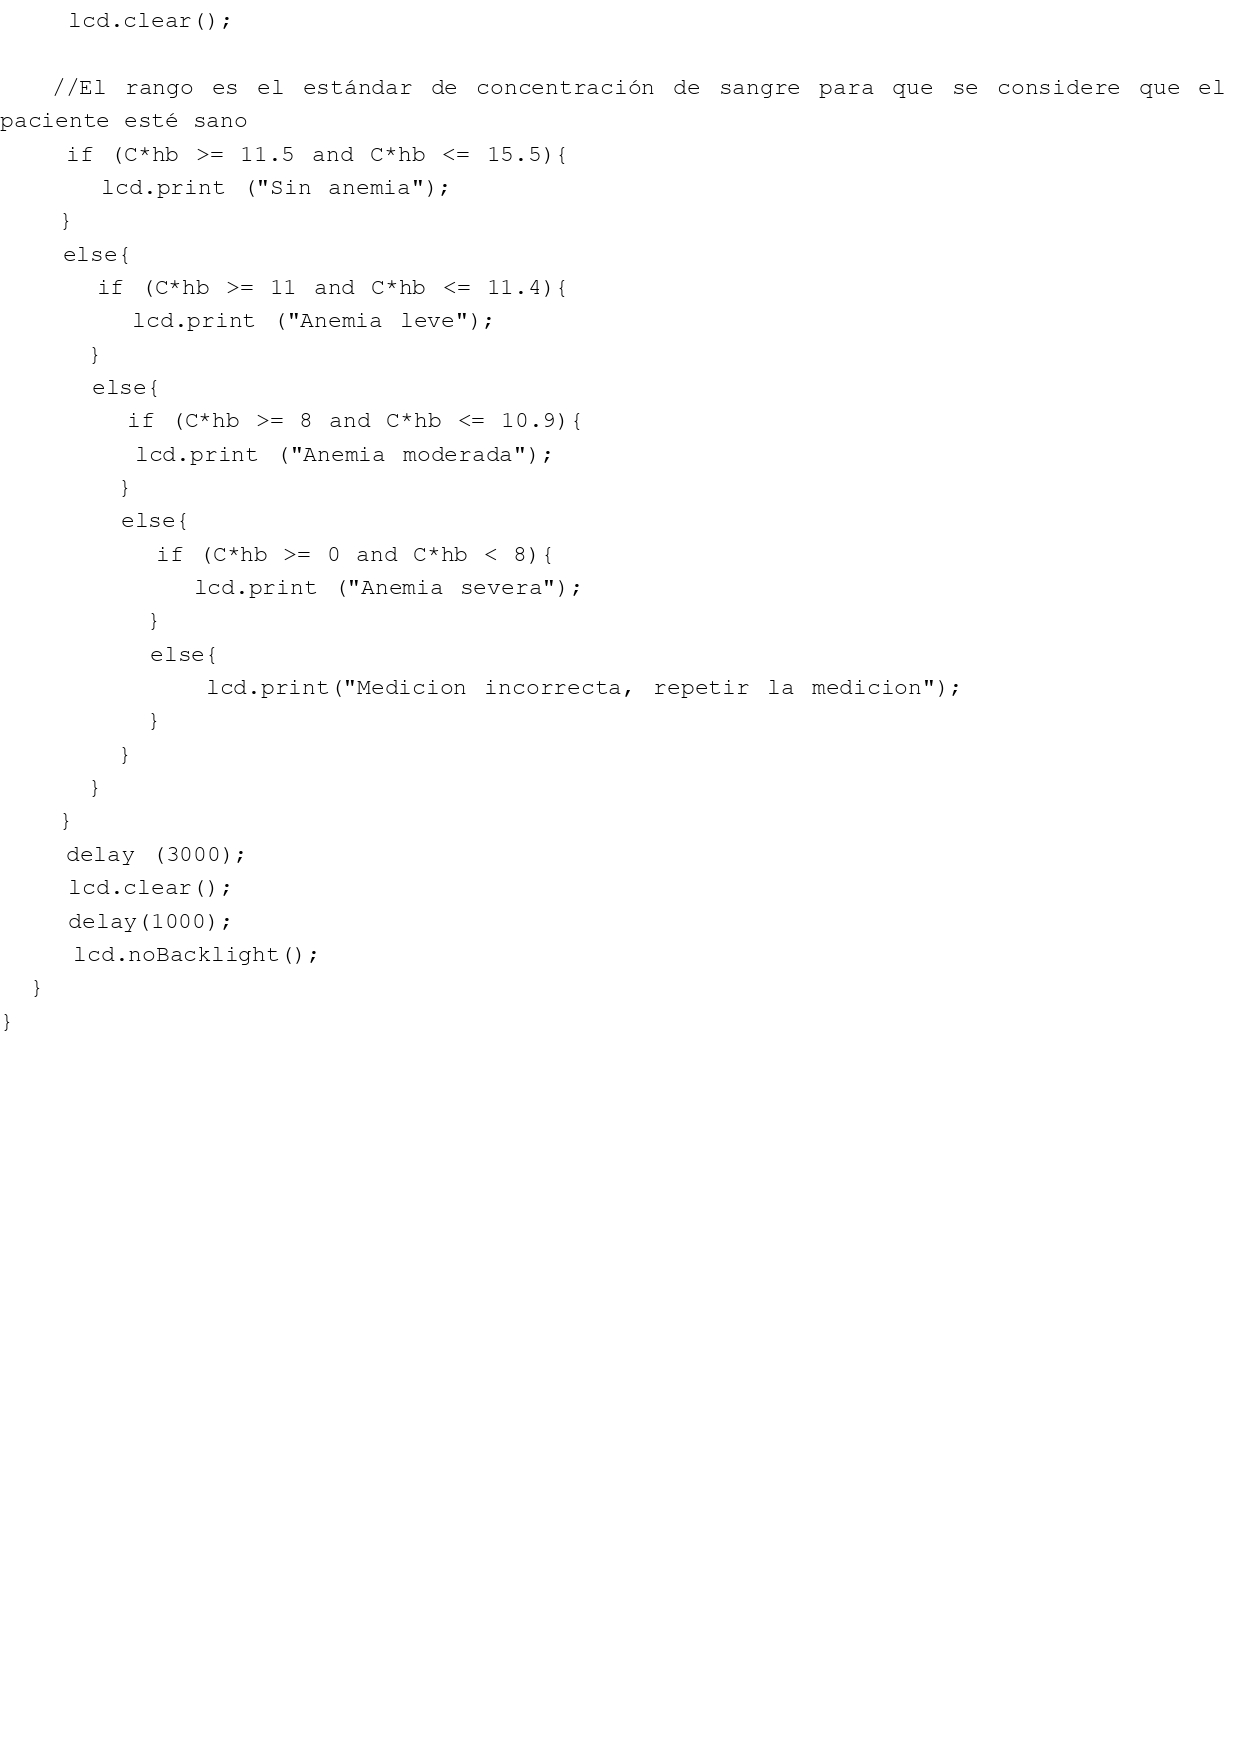 lcd.clear();
//El rango es el estándar de concentración de sangre para que se considere que el
paciente esté sano
if (C*hb >= 11.5 and C*hb <= 15.5){
lcd.print ("Sin anemia");
}
else{
if (C*hb >= 11 and C*hb <= 11.4){
lcd.print ("Anemia leve");
}
else{
if (C*hb >= 8 and C*hb <= 10.9){
lcd.print ("Anemia moderada");
}
else{
if (C*hb >= 0 and C*hb < 8){
lcd.print ("Anemia severa");
}
else{
lcd.print("Medicion incorrecta, repetir la medicion");
}
}
}
}
delay (3000);
lcd.clear();
delay(1000);
lcd.noBacklight();
}
}